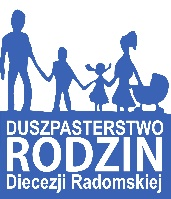 DUSZPASTERSTWO
RODZIN
Diecezji Radomskiej